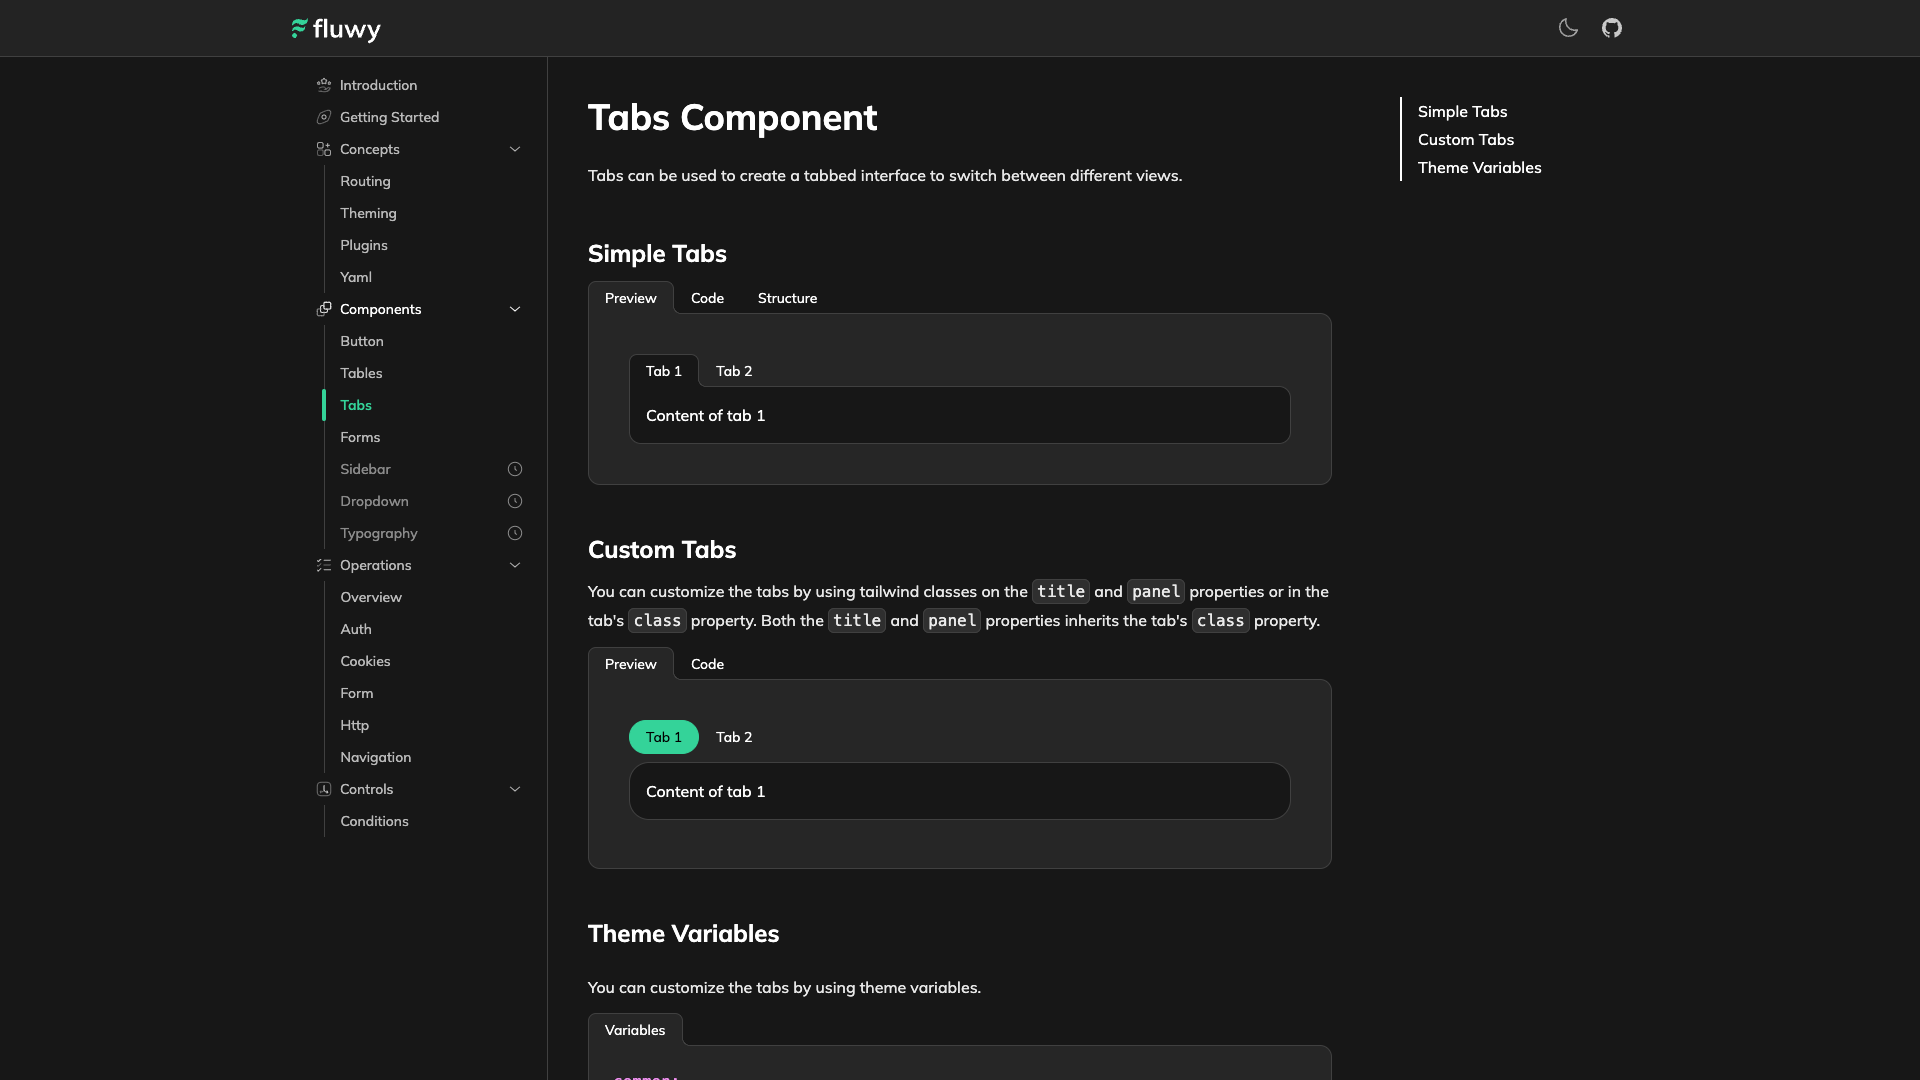 fluwy
Introduction
Getting Started
Concepts
Routing
Theming
Plugins
Yaml
Components
Button
Tables
Tabs
Forms
Sidebar
Dropdown
Typography
Operations
Overview
Auth
Cookies
Form
Http
Navigation
Controls
Conditions
Tabs Component
Tabs can be used to create a tabbed interface to switch between different views.
Simple Tabs
Preview Code Structure
Tab 1 Tab 2
Content of tab 1
Custom Tabs
You can customize the tabs by using tailwind classes on the title and panel properties or in the
tab's class property. Both the title and panel properties inherits the tab's class property.
Preview Code
Tab 1 Tab 2
Content of tab 1
Theme Variables
You can customize the tabs by using theme variables.
Variables
Simple Tabs
Custom Tabs
Theme Variables